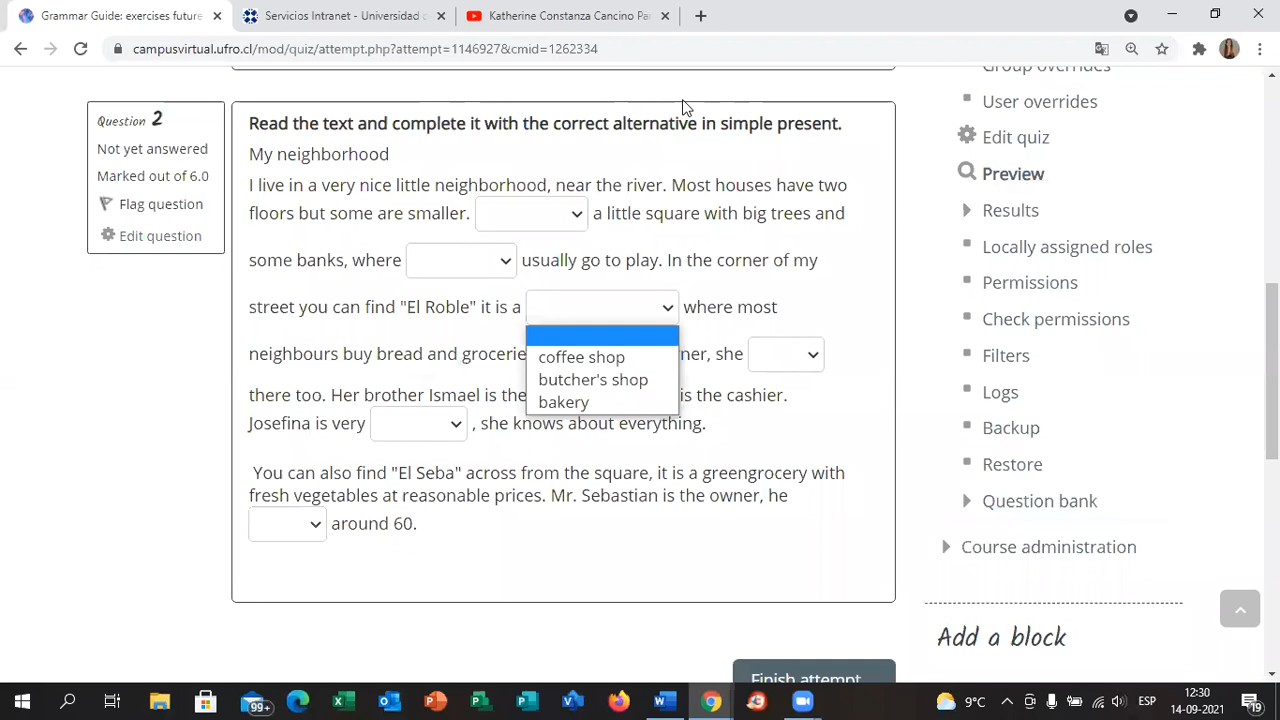 Grammar Guide: exercises future
Servicios Intranet - Universidad d
Katherine Constanza Cancino Pa
campusvirtual.ufro.cl/mod/quiz/attempt.php?attempt=1146927&cmid=1262334
Question 2
Not yet answered
Marked out of 6.0
Flag question
Edit question
Read the text and complete it with the correct alternative in simple present.
My neighborhood
I live in a very nice little neighborhood, near the river. Most houses have two
floors but some are smaller. a little square with big trees and
some banks, where usually go to play. In the corner of my
street you can find "El Roble" it is a where most
neighbours buy bread and groceri ner, she
there too. Her brother Ismael is the is the cashier.
Josefina is very , she knows about everything.
coffee shop
butcher's shop
bakery
You can also find "El Seba" across from the square, it is a greengrocery with
fresh vegetables at reasonable prices. Mr. Sebastian is the owner, he
around 60.
Finish attempt
Group overrides
User overrides
Edit quiz
Preview
Results
Locally assigned roles
Permissions
Check permissions
Filters
Logs
Backup
Restore
Question bank
Course administration
Add a block
99+
9°C
ESP
12:30
14-09-2021
19